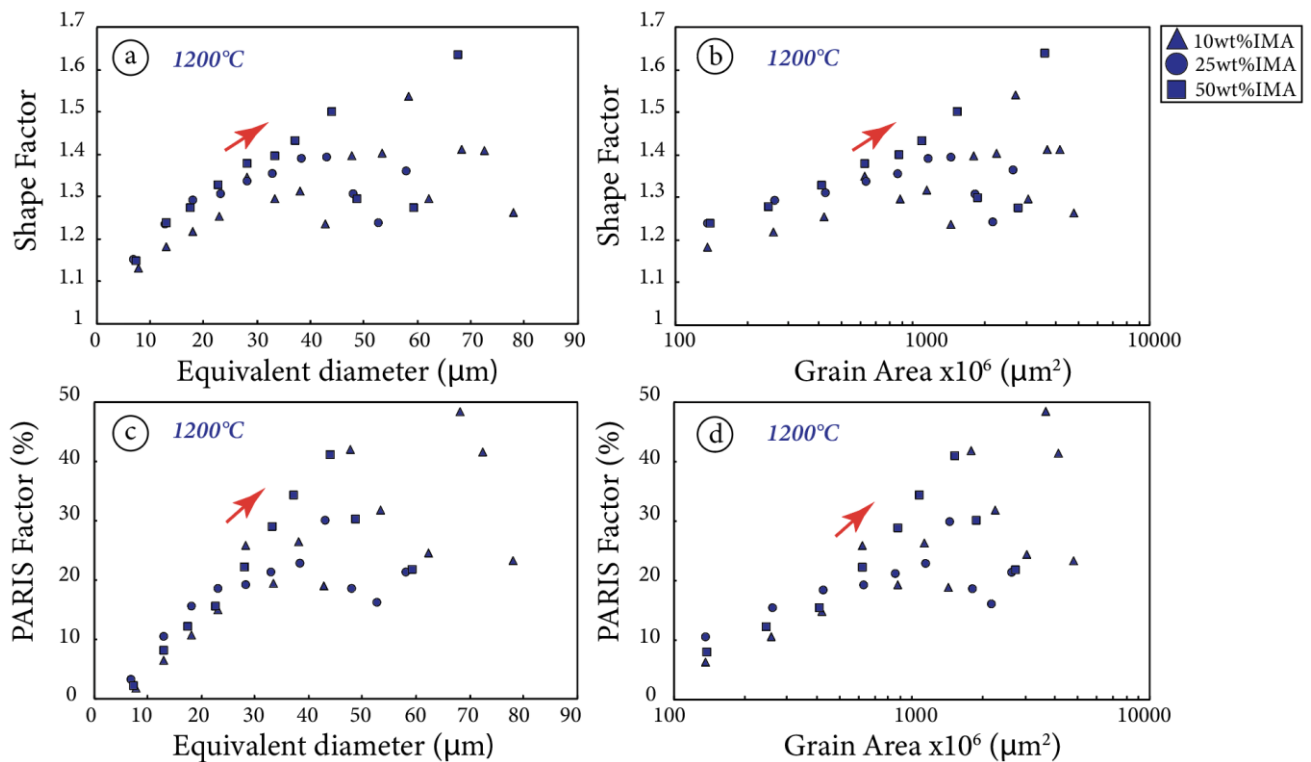 a
1200°C
Shape Factor
1.7
1.6
1.5
1.4
1.3
1.2
1.1
1
0
10
20
30
40
50
60
70
80
90
Equivalent diameter (μm)
b
1200°C
Shape Factor
1.7
1.6
1.5
1.4
1.3
1.2
1.1
1
100
1000
10000
Grain Area x10⁶ (μm²)
10wt%IMA
25wt%IMA
50wt%IMA
c
1200°C
PARIS Factor (%)
50
40
30
20
10
0
0
10
20
30
40
50
60
70
80
90
Equivalent diameter (μm)
d
1200°C
PARIS Factor (%)
50
40
30
20
10
0
100
1000
10000
Grain Area x10⁶ (μm²)